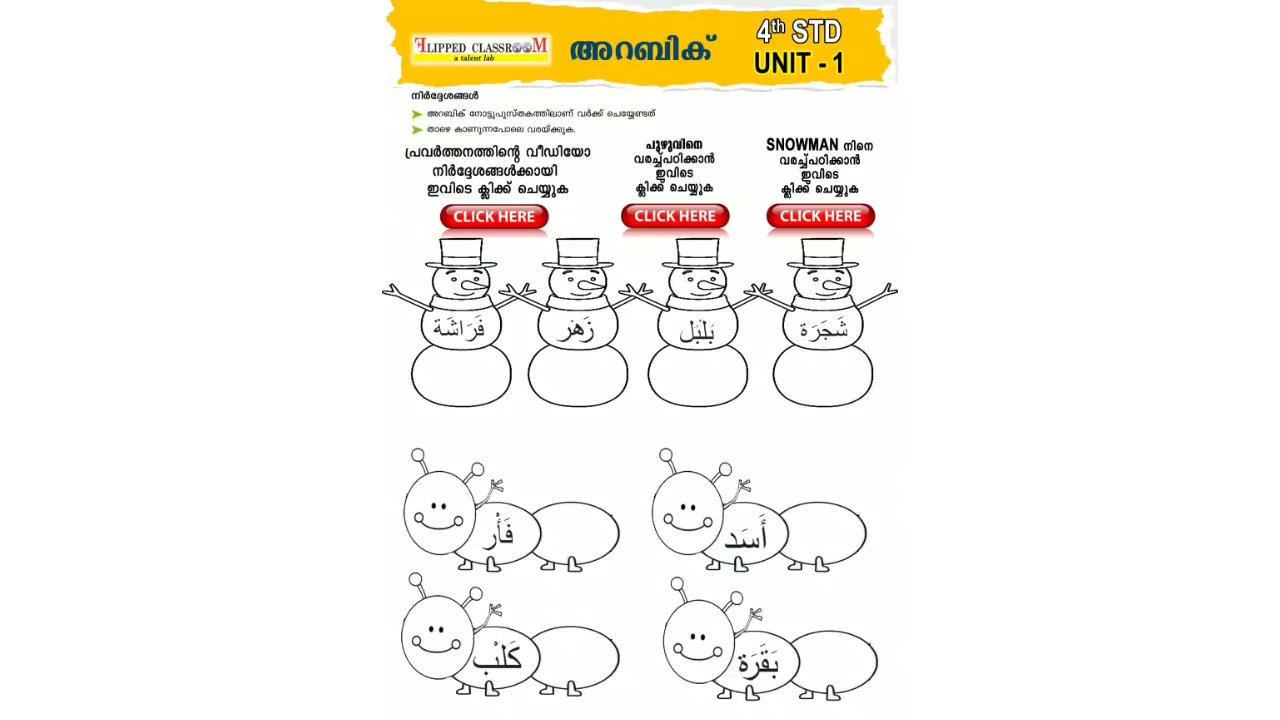 FLIPPED CLASSROOM
a talent lab
അറബിക്
4th STD
UNIT - 1
നിർദ്ദേശങ്ങൾ
അറബിക് നോട്ടുപുസ്തകത്തിലാണ് വർക്ക് ചെയ്യേണ്ടത്
താഴെ കാണുന്നപോലെ വരയ്ക്കുക.
പ്രവർത്തനത്തിന്റെ വീഡിയോ
നിർദ്ദേശങ്ങൾക്കായി
ഇവിടെ ക്ലിക്ക് ചെയ്യുക
CLICK HERE
പുഴുവിനെ
വരച്ച്പഠിക്കാൻ
ഇവിടെ
ക്ലിക്ക് ചെയ്യുക
CLICK HERE
SNOWMAN നിനെ
വരച്ച്പഠിക്കാൻ
ഇവിടെ
ക്ലിക്ക് ചെയ്യുക
CLICK HERE
فَرَاشَة
زَهْر
بُلْبُل
شَجَرَة
فَأْر
أَسَد
كَلْب
بَقَرَة